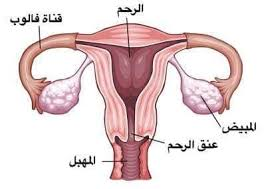 الرحم
قناة فالوب
المبيض
عنق الرحم
المهبل